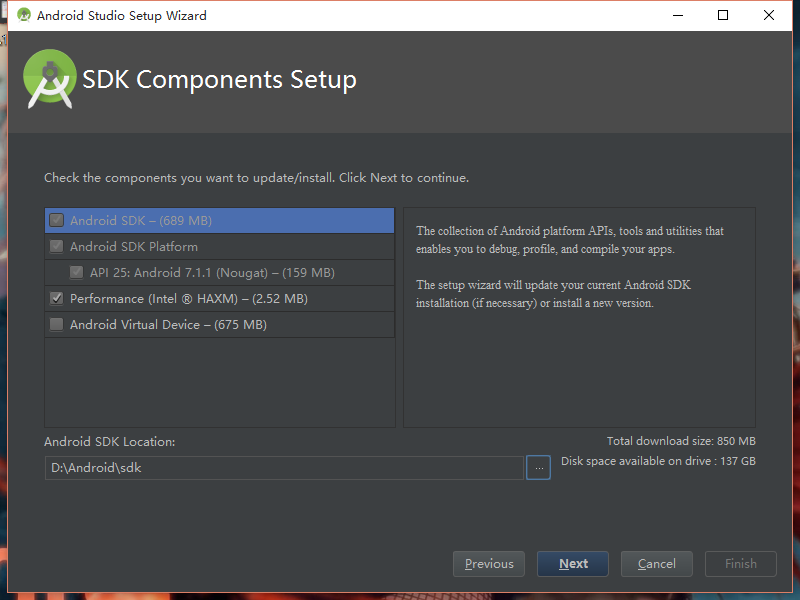 Android Studio Setup Wizard
SDK Components Setup
Check the components you want to update/install. Click Next to continue.
Android SDK – (689 MB)
Android SDK Platform
API 25: Android 7.1.1 (Nougat) – (159 MB)
Performance (Intel ® HAXM) – (2.52 MB)
Android Virtual Device – (675 MB)
The collection of Android platform APIs, tools and utilities that
enables you to debug, profile, and compile your apps.
The setup wizard will update your current Android SDK
installation (if necessary) or install a new version.
Android SDK Location:
D:\Android\sdk
...
Total download size: 850 MB
Disk space available on drive : 137 GB
Previous
Next
Cancel
Finish